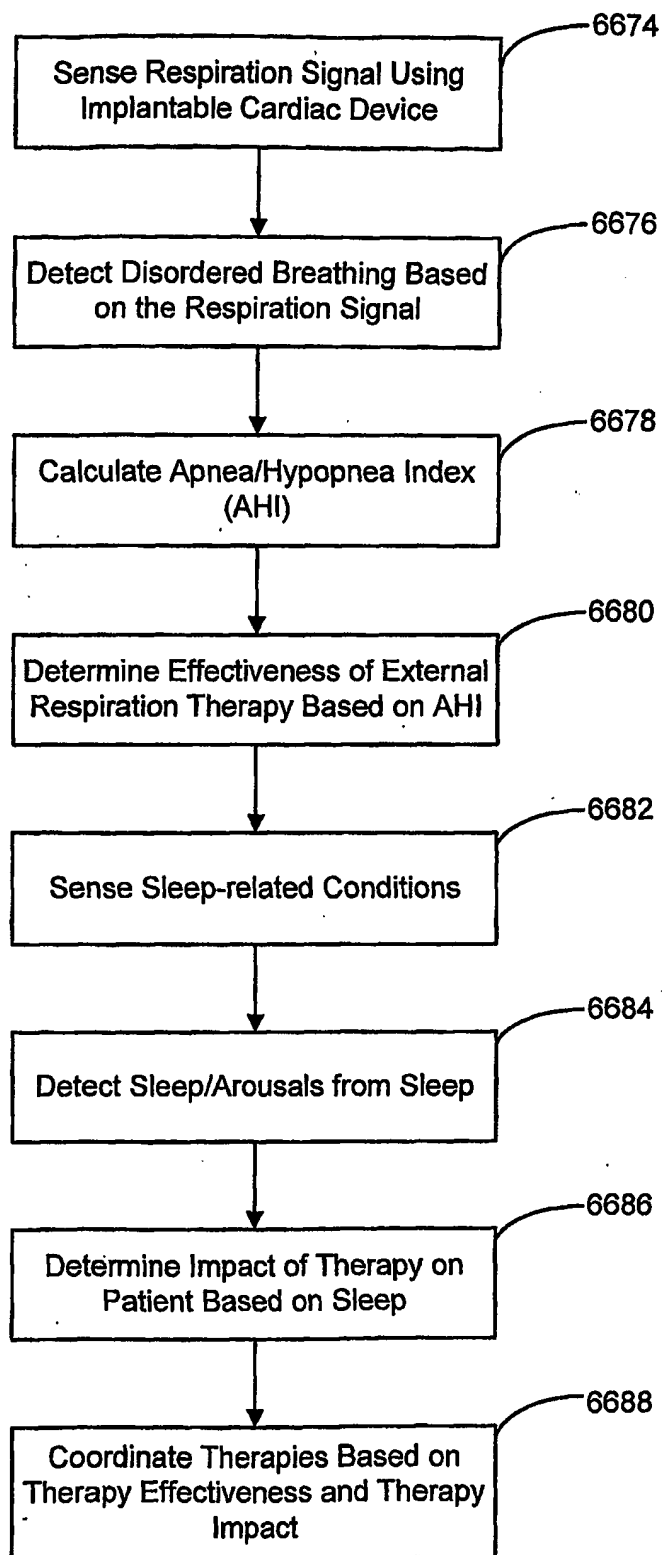 6674
Sense Respiration Signal Using
Implantable Cardiac Device
6676
Detect Disordered Breathing Based
on the Respiration Signal
6678
Calculate Apnea/Hypopnea Index
(AHI)
6680
Determine Effectiveness of External
Respiration Therapy Based on AHI
6682
Sense Sleep-related Conditions
6684
Detect Sleep/Arousals from Sleep
6686
Determine Impact of Therapy on
Patient Based on Sleep
6688
Coordinate Therapies Based on
Therapy Effectiveness and Therapy
Impact